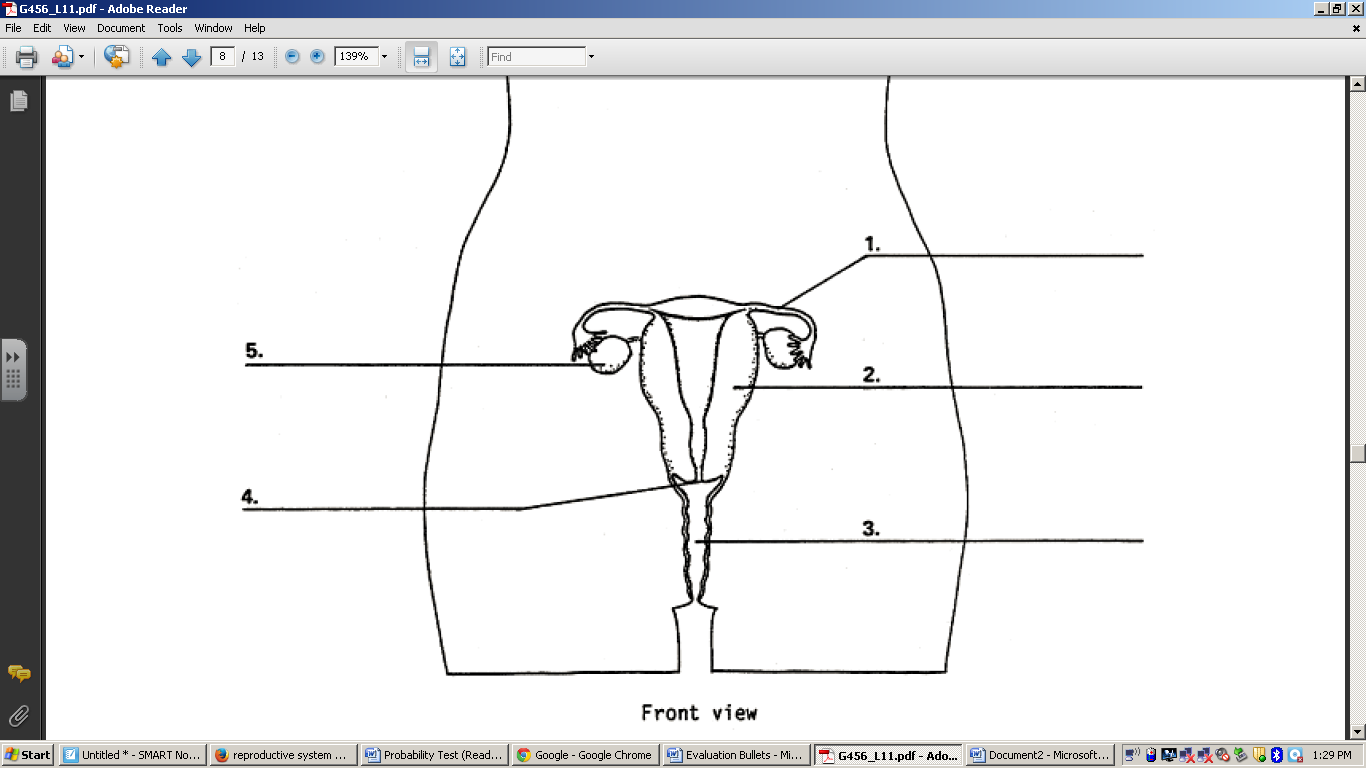 G456_L11.pdf - Adobe Reader
File Edit View Document Tools Window Help
8 / 13 139% Find
1.
5.
2.
4.
3.
Front view
Start Untitled * - SMART No... reproductive system ... Probability Test (Read... Google - Google Chrome Evaluation Bullets - Mi... G456_L11.pdf - Ado... Document2 - Microsoft... 1:29 PM